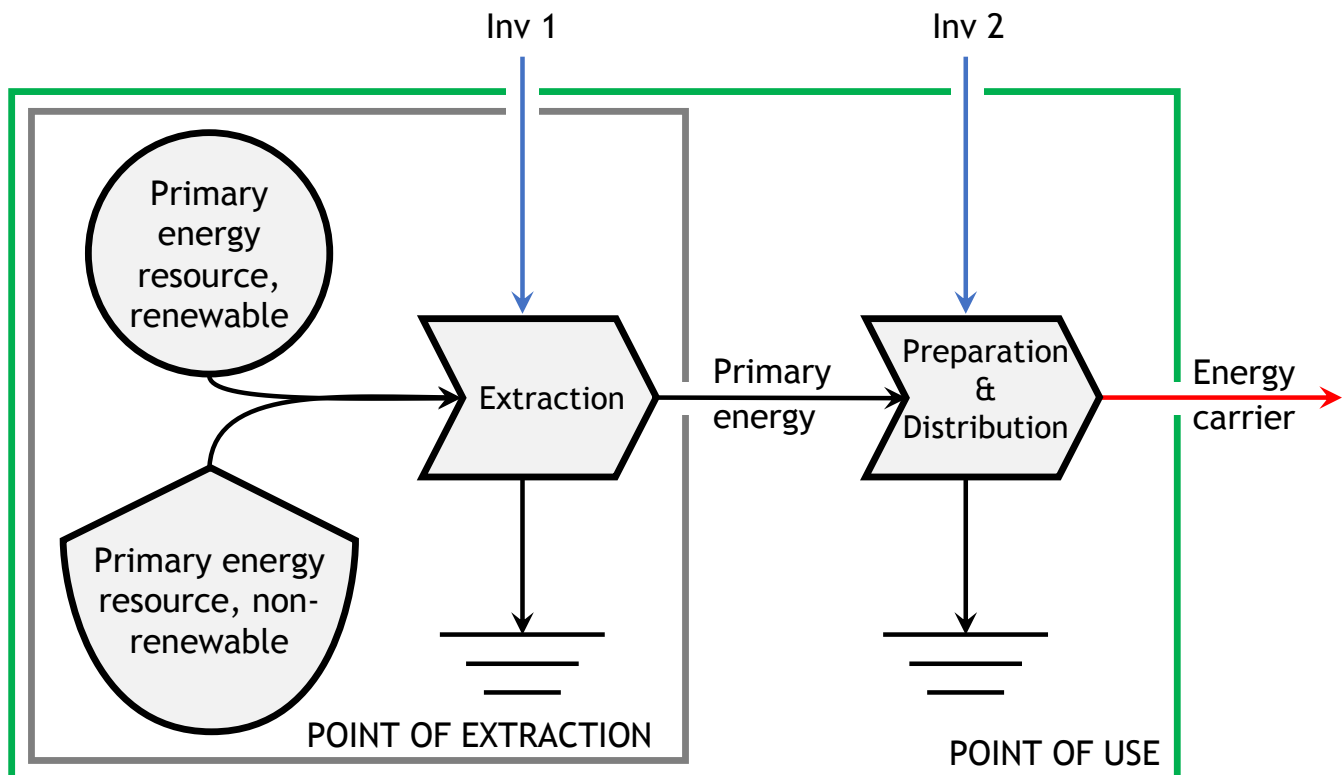 Inv 1
Inv 2
Primary
energy
resource,
renewable
Extraction
Primary
energy
Preparation
&
Distribution
Energy
carrier
Primary energy
resource, non-
renewable
POINT OF EXTRACTION
POINT OF USE